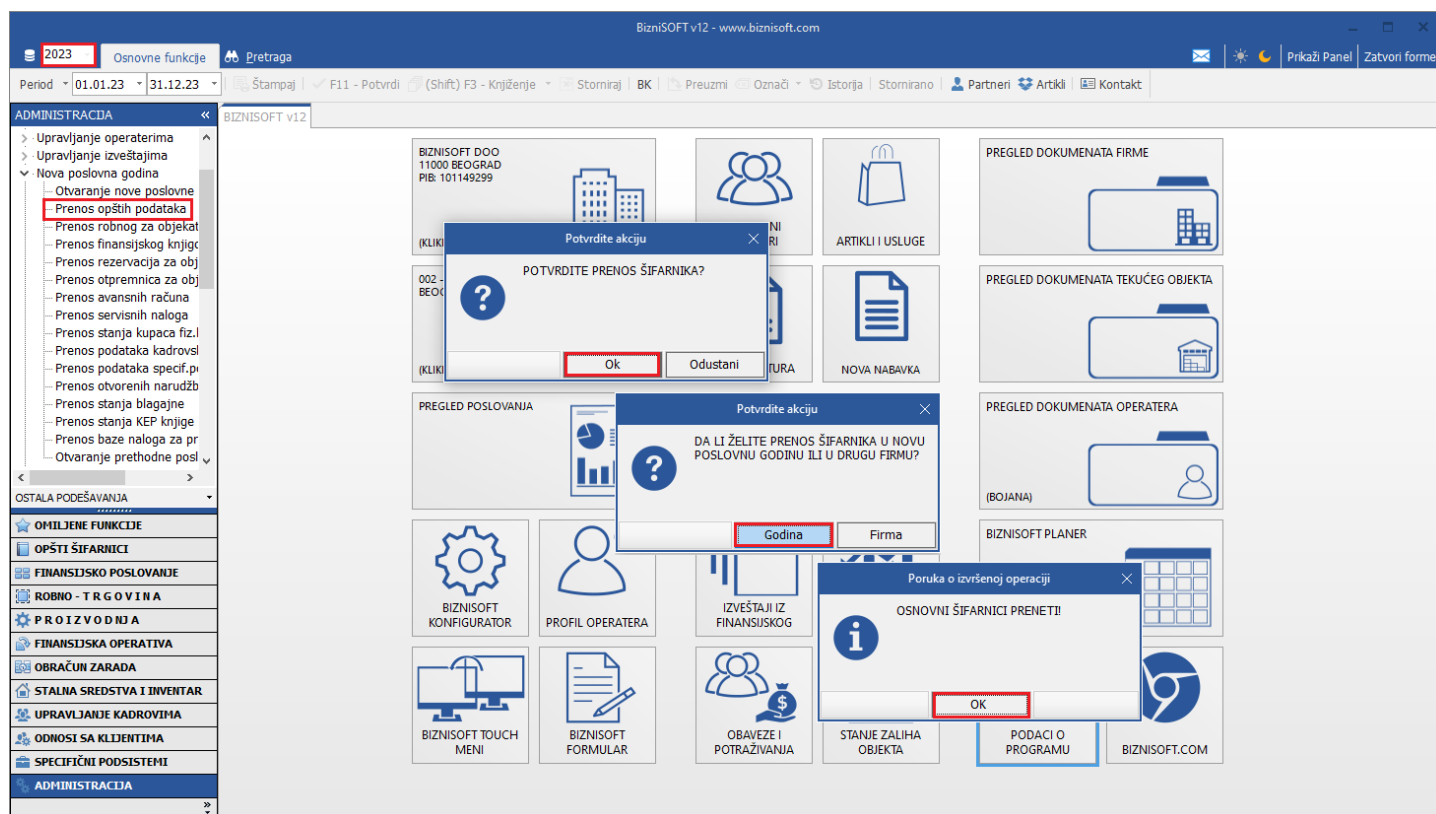 BizniSOFT v12 - www.biznisoft.com
2023
Osnovne funkcije
Pretraga
Prikaži Panel
Zatvori forme
Period
01.01.23
31.12.23
Štampaj
F11 - Potvrdi
(Shift) F3 - Knjiženje
Storniraj
BK
Preuzmi
Označi
Istorija
Stornirano
Partneri
Artikli
Kontakt
ADMINISTRACIJA
Upravljanje operaterima
Upravljanje izveštajima
Nova poslovna godina
Otvaranje nove poslovne
Prenos opštih podataka
Prenos robnog za objekat
Prenos finansijskog knjigo
Prenos rezervacija za obj
Prenos otpremnica za obj
Prenos avansnih računa
Prenos servisnih naloga
Prenos stanja kupaca fiz.l
Prenos podataka kadrovsl
Prenos podataka specif.p
Prenos otvorenih narudžb
Prenos stanja blagajne
Prenos stanja KEP knjige
Prenos baze naloga za pr
Otvaranje prethodne posl
OSTALA PODEŠAVANJA
OMILJENE FUNKCIJE
OPŠTI ŠIFARNICI
FINANSIJSKO POSLOVANJE
ROBNO - T R G O V I N A
P R O I Z V O D NJ A
FINANSIJSKA OPERATIVA
OBRAČUN ZARADA
STALNA SREDSTVA I INVENTAR
UPRAVLJANJE KADROVIMA
ODNOSI SA KLIJENTIMA
SPECIFIČNI PODSISTEMI
ADMINISTRACIJA
BIZNISOFT v12
BIZNISOFT DOO
11000 BEOGRAD
PIB: 101149299
(KLIK
NI
RI
ARTIKLI I USLUGE
PREGLED DOKUMENATA FIRME
Potvrdite akciju
POTVRDITE PRENOS ŠIFARNIKA?
Ok
Odustani
002 -
BEO
(KLIK
TURA
NOVA NABAVKA
PREGLED DOKUMENATA TEKUĆEG OBJEKTA
PREGLED POSLOVANJA
Potvrdite akciju
DA LI ŽELITE PRENOS ŠIFARNIKA U NOVU
POSLOVNU GODINU ILI U DRUGU FIRMU?
Godina
Firma
PREGLED DOKUMENATA OPERATERA
(BOJANA)
BIZNISOFT
KONFIGURATOR
PROFIL OPERATERA
IZVEŠTAJI IZ
FINANSIJSKOG
BIZNISOFT PLANER
Poruka o izvršenoj operaciji
OSNOVNI ŠIFARNICI PRENETI!
OK
BIZNISOFT TOUCH
MENI
BIZNISOFT
FORMULAR
OBAVEZE I
POTRAŽIVANJA
STANJE ZALIHA
OBJEKTA
PODACI O
PROGRAMU
BIZNISOFT.COM